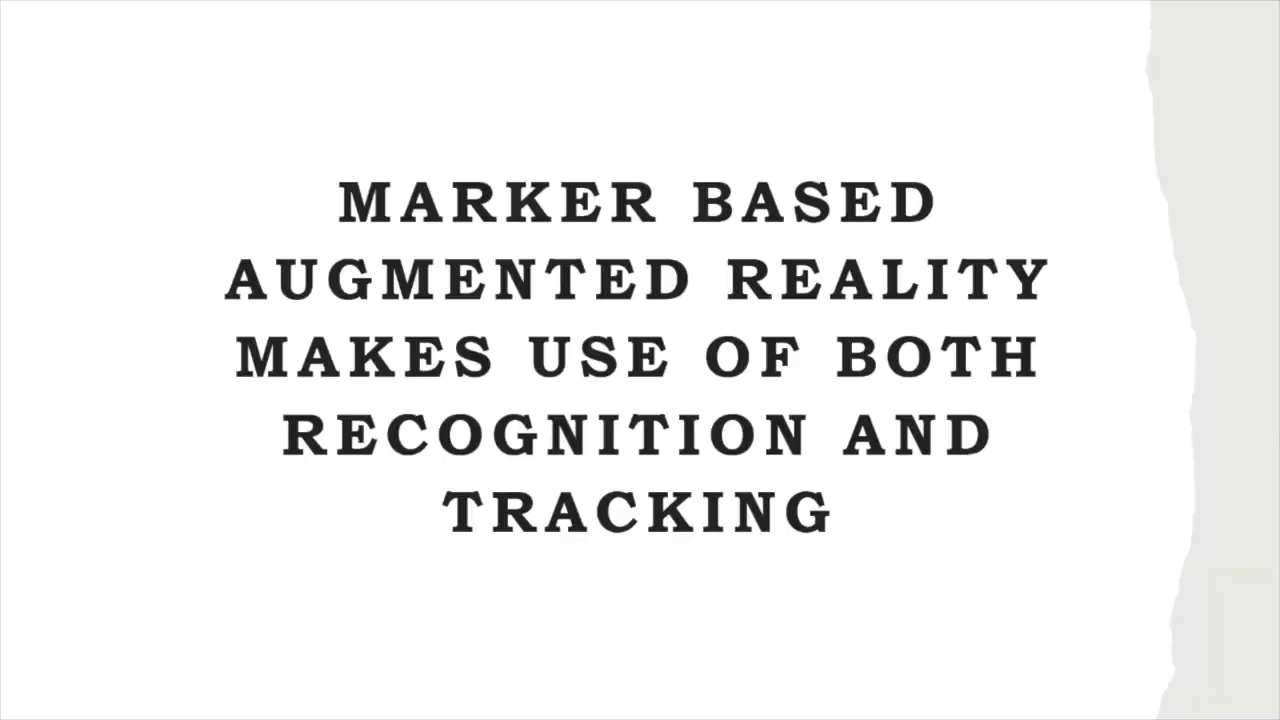 MARKER BASED
AUGMENTED REALITY
MAKES USE OF BOTH
RECOGNITION AND
TRACKING